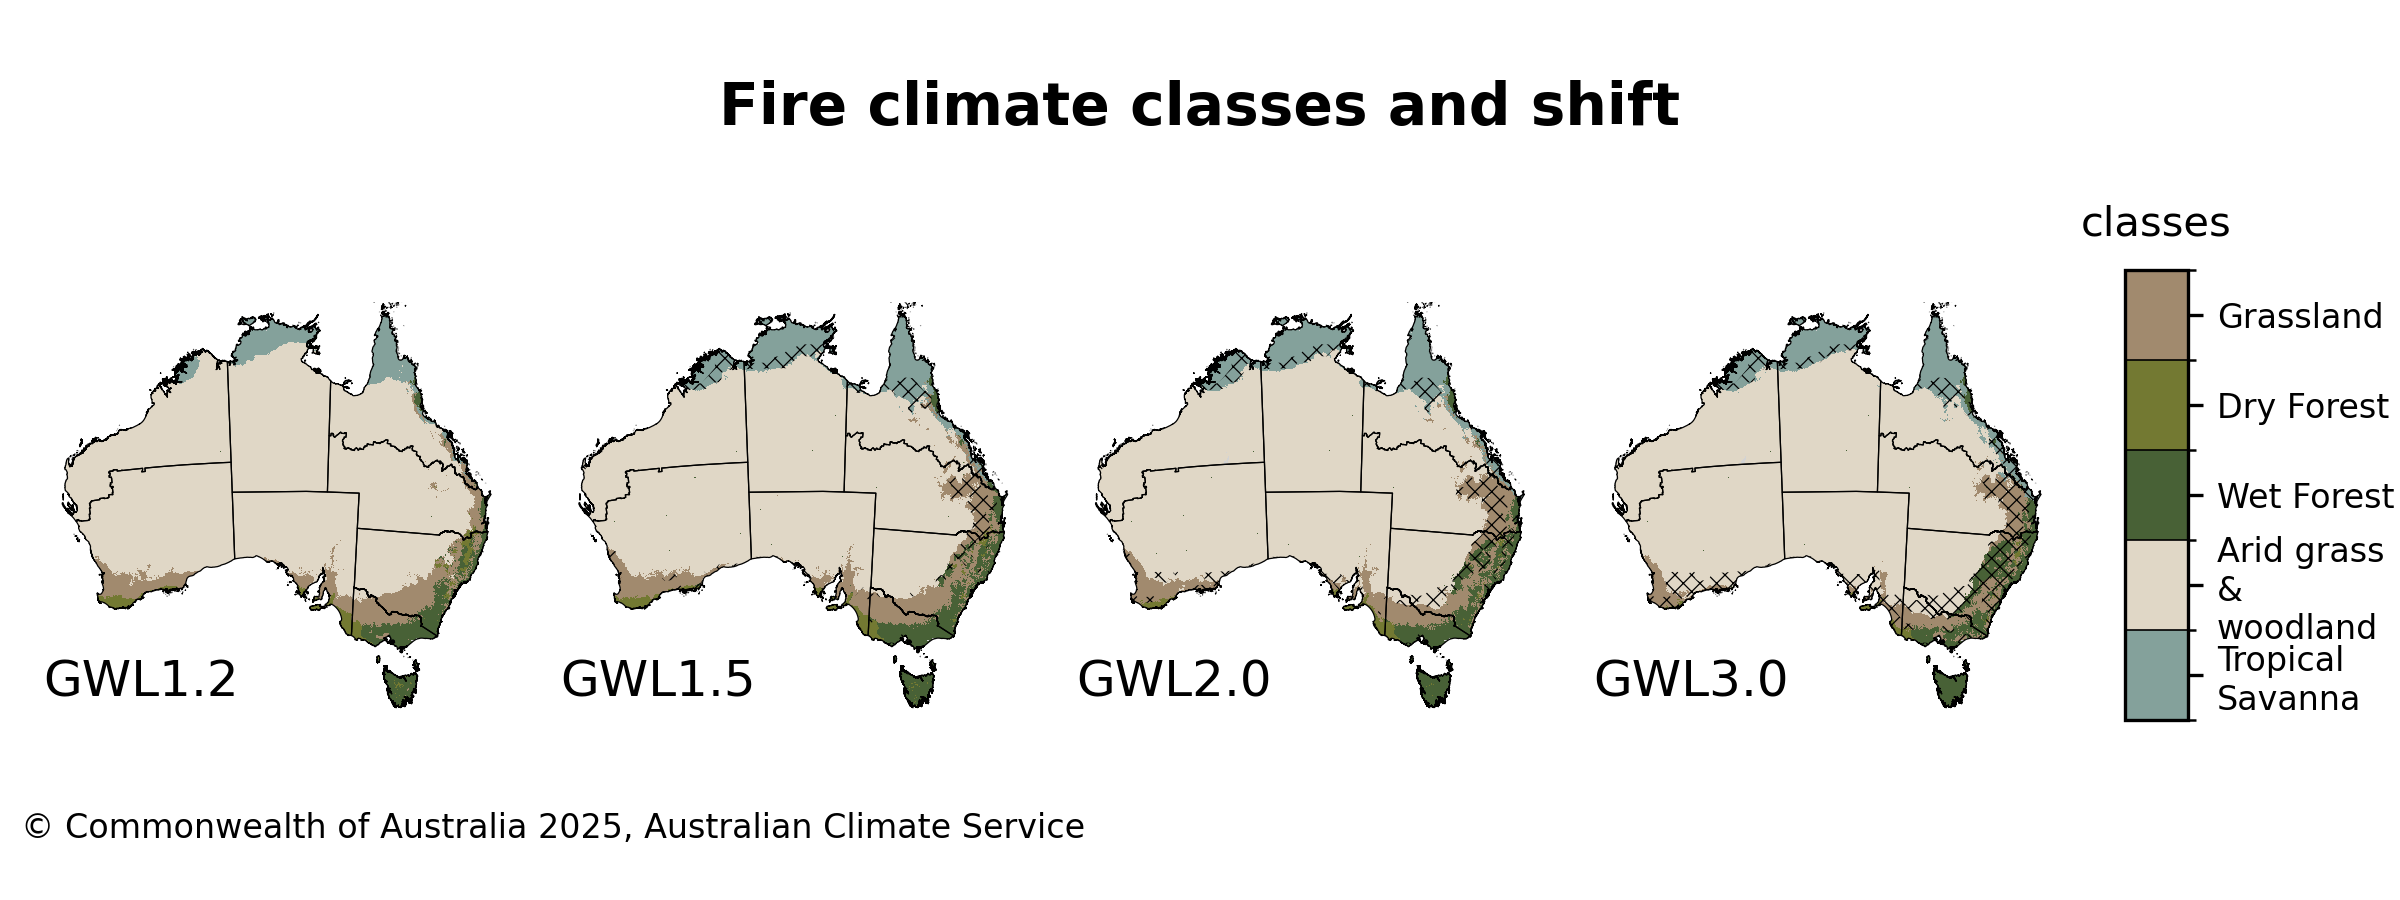 Fire climate classes and shift
classes
Grassland
Dry Forest
Wet Forest
Arid grass
&
woodland
Tropical
Savanna
GWL1.2
GWL1.5
GWL2.0
GWL3.0
© Commonwealth of Australia 2025, Australian Climate Service